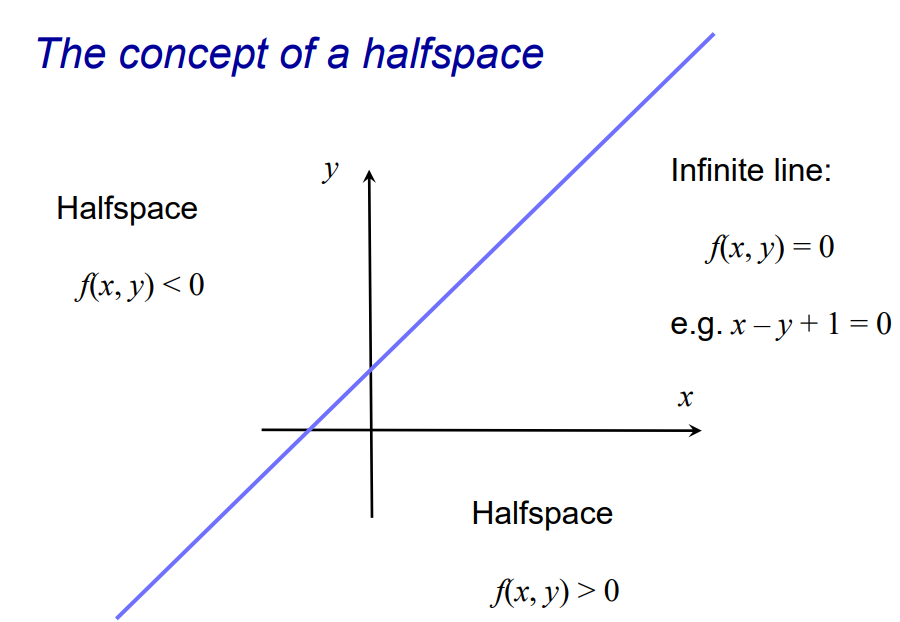 The concept of a halfspace
y
Infinite line:
Halfspace
f(x, y) = 0
f(x, y) < 0
e.g. x – y + 1 = 0
x
Halfspace
f(x, y) > 0